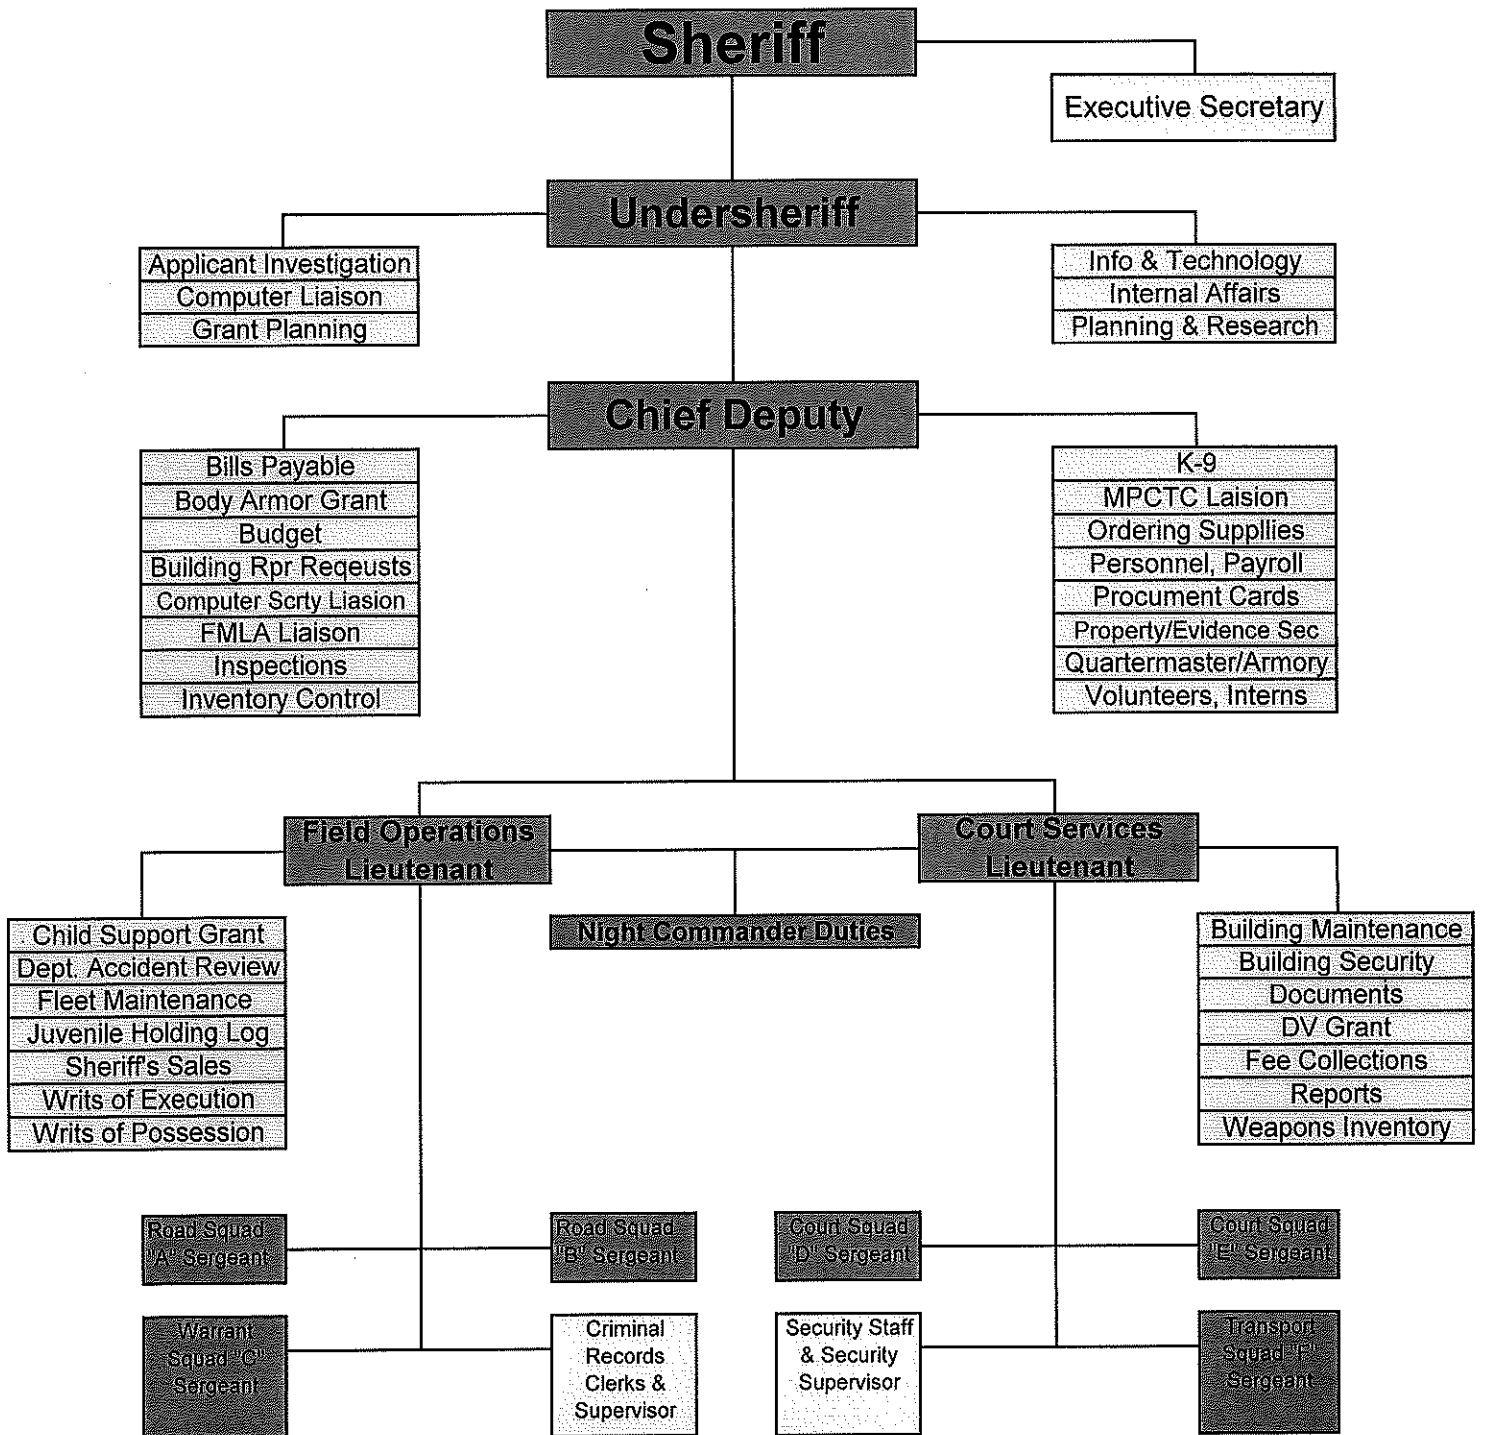 Sheriff
Executive Secretary
Undersheriff
Applicant Investigation
Computer Liaison
Grant Planning
Info & Technology
Internal Affairs
Planning & Research
Chief Deputy
Bills Payable
Body Armor Grant
Budget
Building Rpr Reqeusts
Computer Scrty Liasion
FMLA Liaison
Inspections
Inventory Control
K-9
MPCTC Laision
Ordering Suppllies
Personnel, Payroll
Procument Cards
Property/Evidence Sec
Quartermaster/Armory
Volunteers, Interns
Field Operations
Lieutenant
Court Services
Lieutenant
Night Commander Duties
Child Support Grant
Dept. Accident Review
Fleet Maintenance
Juvenile Holding Log
Sheriff's Sales
Writs of Execution
Writs of Possession
Building Maintenance
Building Security
Documents
DV Grant
Fee Collections
Reports
Weapons Inventory
Road Squad
"A" Sergeant
Road Squad
"B" Sergeant
Court Squad
"D" Sergeant
Court Squad
"E" Sergeant
Warrant
Squad "C"
Sergeant
Criminal
Records
Clerks &
Supervisor
Security Staff
& Security
Supervisor
Transport
Squad "F"
Sergeant